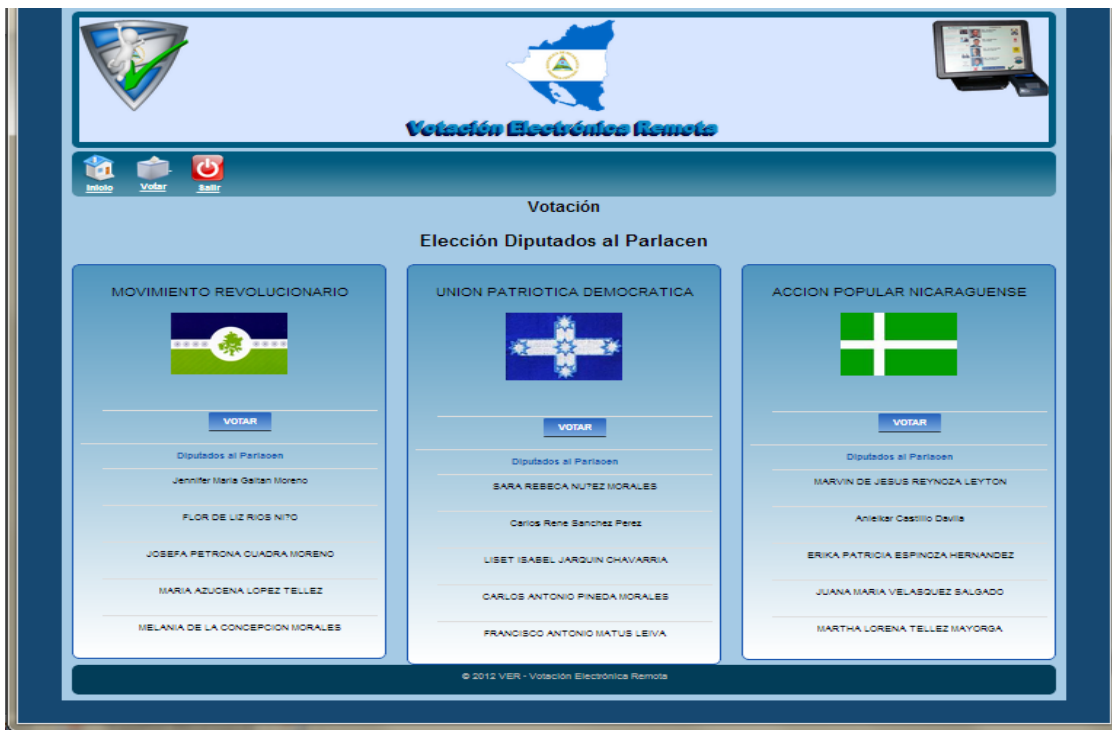 Votación Electrónica Remota
Inicio
Votar
Salir
Votación
Elección Diputados al Parlacen
MOVIMIENTO REVOLUCIONARIO
VOTAR
Diputados al Parlacen
Jennifer Maria Gaitan Moreno
FLOR DE LIZ RIOS NI?O
JOSEFA PETRONA CUADRA MORENO
MARIA AZUCENA LOPEZ TELLEZ
MELANIA DE LA CONCEPCION MORALES
UNION PATRIOTICA DEMOCRATICA
VOTAR
Diputados al Parlacen
SARA REBECA NU?EZ MORALES
Carlos Rene Sanchez Perez
LISET ISABEL JARQUIN CHAVARRIA
CARLOS ANTONIO PINEDA MORALES
FRANCISCO ANTONIO MATUS LEIVA
ACCION POPULAR NICARAGUENSE
VOTAR
Diputados al Parlacen
MARVIN DE JESUS REYNOZA LEYTON
Anielkar Castillo Davila
ERIKA PATRICIA ESPINOZA HERNANDEZ
JUANA MARIA VELASQUEZ SALGADO
MARTHA LORENA TELLEZ MAYORGA
© 2012 VER - Votación Electrónica Remota